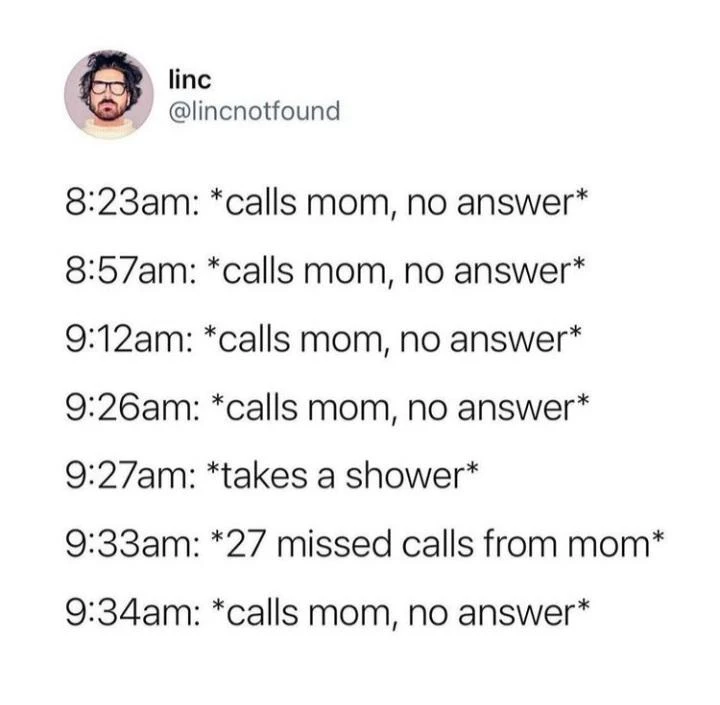 linc
@lincnotfound
8:23am: *calls mom, no answer*
8:57am: *calls mom, no answer*
9:12am: *calls mom, no answer*
9:26am: *calls mom, no answer*
9:27am: *takes a shower*
9:33am: *27 missed calls from mom*
9:34am: *calls mom, no answer*